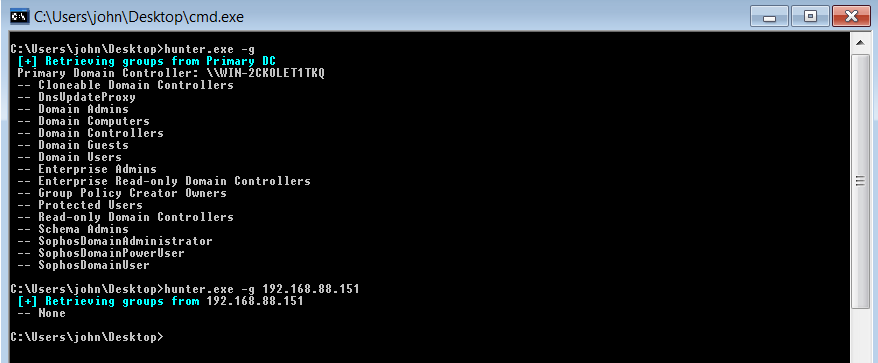 C:\Users\john\Desktop\cmd.exe
C:\Users\john\Desktop>hunter.exe -g
[+] Retrieving groups from Primary DC
Primary Domain Controller: \\WIN-2CKOLET1TKQ
-- Cloneable Domain Controllers
-- DnsUpdateProxy
-- Domain Admins
-- Domain Computers
-- Domain Controllers
-- Domain Guests
-- Domain Users
-- Enterprise Admins
-- Enterprise Read-only Domain Controllers
-- Group Policy Creator Owners
-- Protected Users
-- Read-only Domain Controllers
-- Schema Admins
-- SophosDomainAdministrator
-- SophosDomainPowerUser
-- SophosDomainUser
C:\Users\john\Desktop>hunter.exe -g 192.168.88.151
[+] Retrieving groups from 192.168.88.151
-- None
C:\Users\john\Desktop>